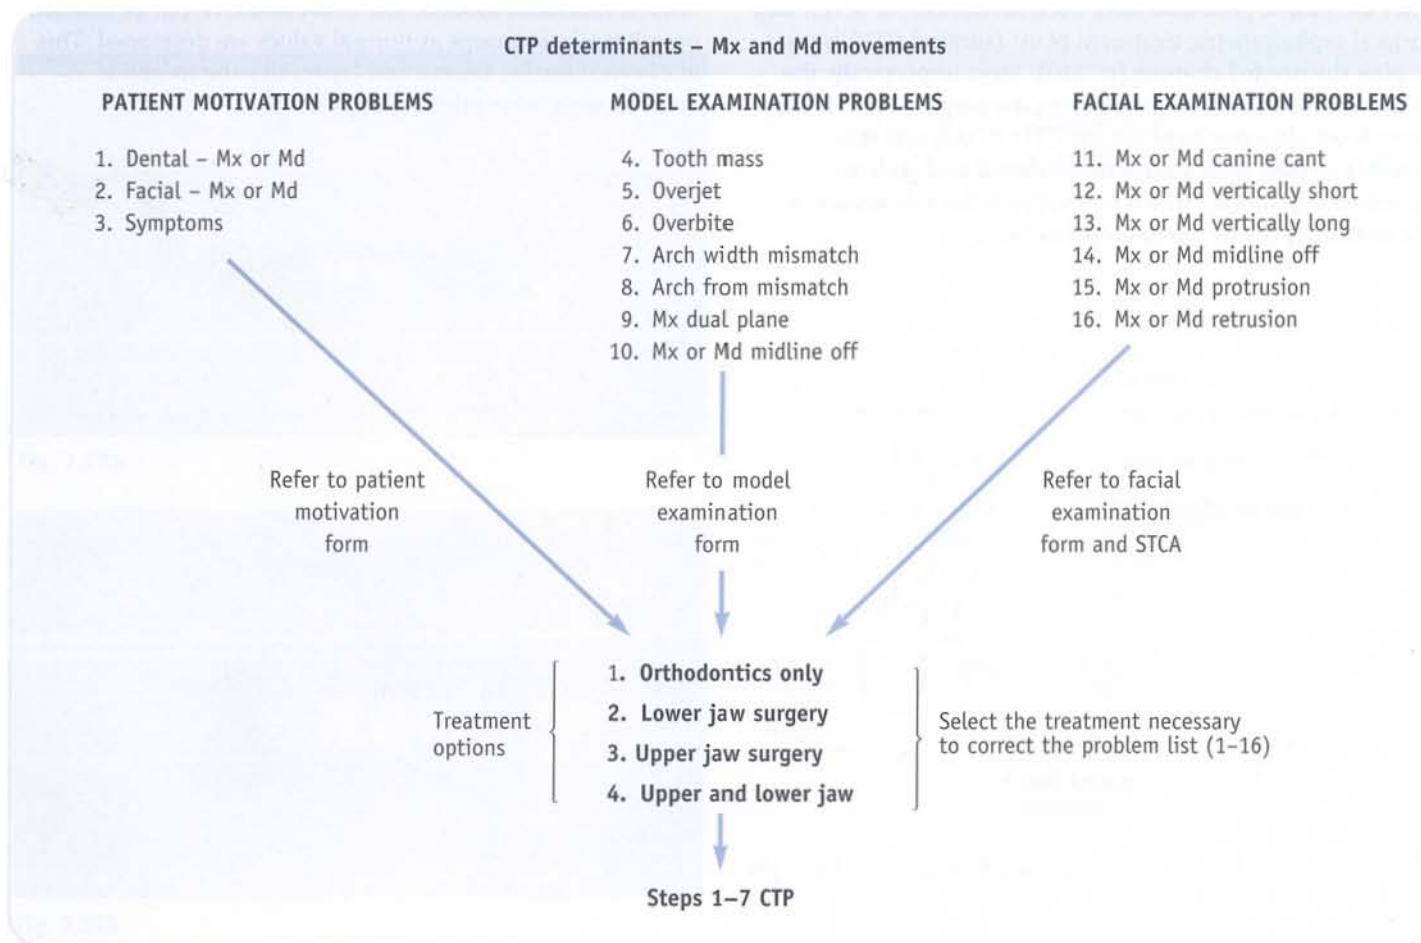 CTP determinants – Mx and Md movements
PATIENT MOTIVATION PROBLEMS
1. Dental – Mx or Md
2. Facial – Mx or Md
3. Symptoms
MODEL EXAMINATION PROBLEMS
4. Tooth mass
5. Overjet
6. Overbite
7. Arch width mismatch
8. Arch from mismatch
9. Mx dual plane
10. Mx or Md midline off
FACIAL EXAMINATION PROBLEMS
11. Mx or Md canine cant
12. Mx or Md vertically short
13. Mx or Md vertically long
14. Mx or Md midline off
15. Mx or Md protrusion
16. Mx or Md retrusion
Refer to patient
motivation
form
Refer to model
examination
form
Refer to facial
examination
form and STCA
Treatment
options
1. Orthodontics only
2. Lower jaw surgery
3. Upper jaw surgery
4. Upper and lower jaw
Select the treatment necessary
to correct the problem list (1–16)
Steps 1–7 CTP